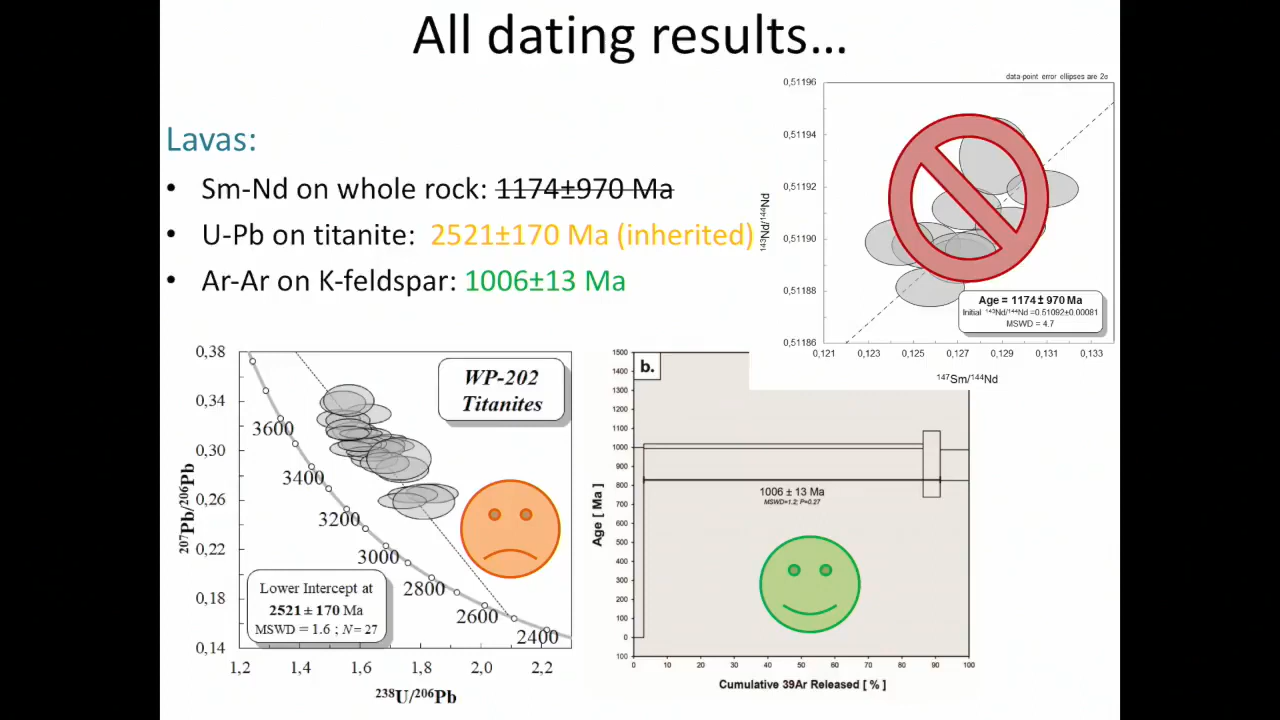 All dating results…
Lavas:
• Sm-Nd on whole rock: 1174±970 Ma
• U-Pb on titanite: 2521±170 Ma (inherited)
• Ar-Ar on K-feldspar: 1006±13 Ma
data-point error ellipses are 2σ
0,51196
0,51194
0,51192
0,51190
0,51188
0,51186
143Nd/144Nd
Age = 1174±970 Ma
Initial 143Nd/144Nd =0.51092±0.00081
MSWD = 4.7
0,121 0,123 0,125 0,127 0,129 0,131 0,133
147Sm/144Nd
0,38
0,34
0,30
0,26
0,22
0,18
0,14
207Pb/206Pb
WP-202
Titanites
3600
3400
3200
3000
2800
2600
2400
Lower Intercept at
2521 ± 170 Ma
MSWD = 1.6 ; N = 27
1,2 1,4 1,6 1,8 2,0 2,2
238U/206Pb
b.
1500
1400
1300
1200
1100
1000
900
800
700
600
500
400
300
200
100
0
100
Age [ Ma ]
1006 ± 13 Ma
MSWD=1.2; P=0.27
0 10 20 30 40 50 60 70 80 90 100
Cumulative 39Ar Released [ % ]